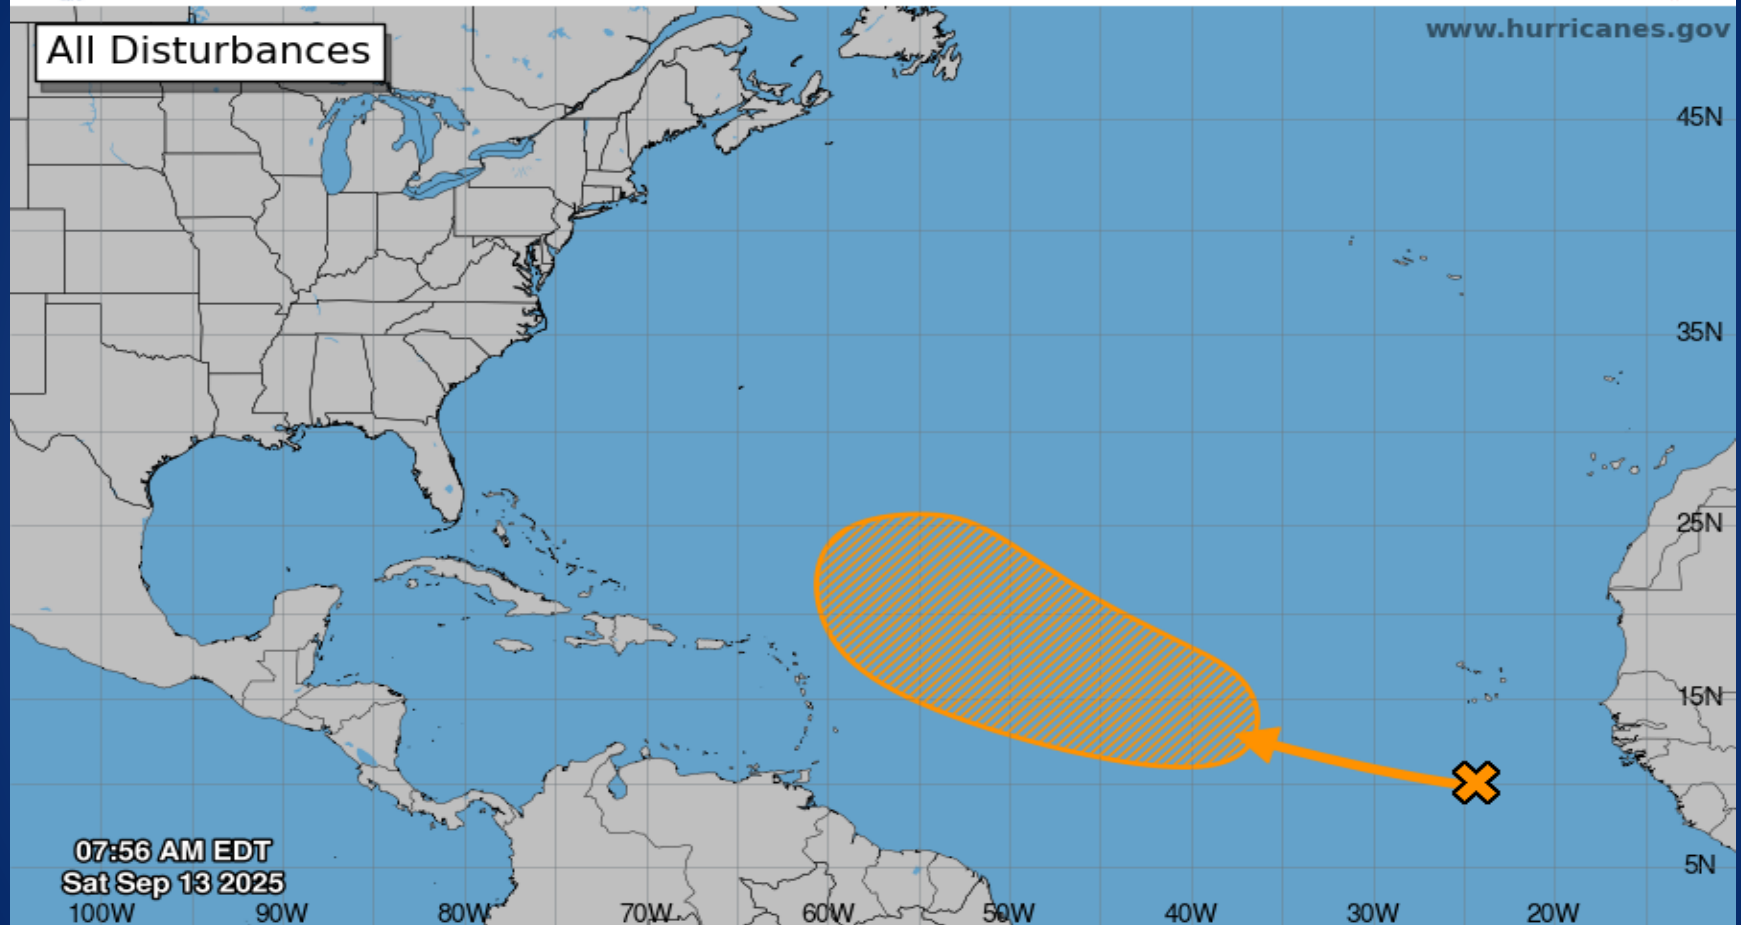 All Disturbances
www.hurricanes.gov
45N
35N
25N
15N
5N
07:56 AM EDT
Sat Sep 13 2025
100W 90W 80W 70W 60W 50W 40W 30W 20W